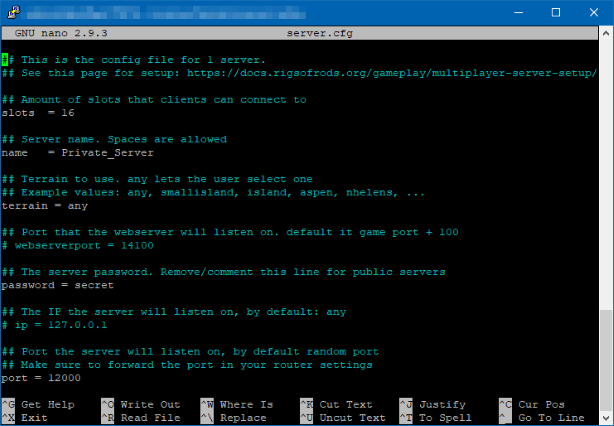 GNU nano 2.9.3 server.cfg
## This is the config file for 1 server.
## See this page for setup: https://docs.rigsofrods.org/gameplay/multiplayer-server-setup/
## Amount of slots that clients can connect to
slots = 16
## Server name. Spaces are allowed
name = Private_Server
## Terrain to use. any lets the user select one
## Example values: any, smallisland, island, aspen, nhelens, ...
terrain = any
## Port that the webserver will listen on. default it game port + 100
# webserverport = 14100
## The server password. Remove/comment this line for public servers
password = secret
## The IP the server will listen on, by default: any
# ip = 127.0.0.1
## Port the server will listen on, by default random port
## Make sure to forward the port in your router settings
port = 12000
^G Get Help ^O Write Out ^W Where Is ^K Cut Text ^J Justify ^C Cur Pos
^X Exit ^R Read File ^\ Replace ^U Uncut Text ^T To Spell ^_ Go To Line